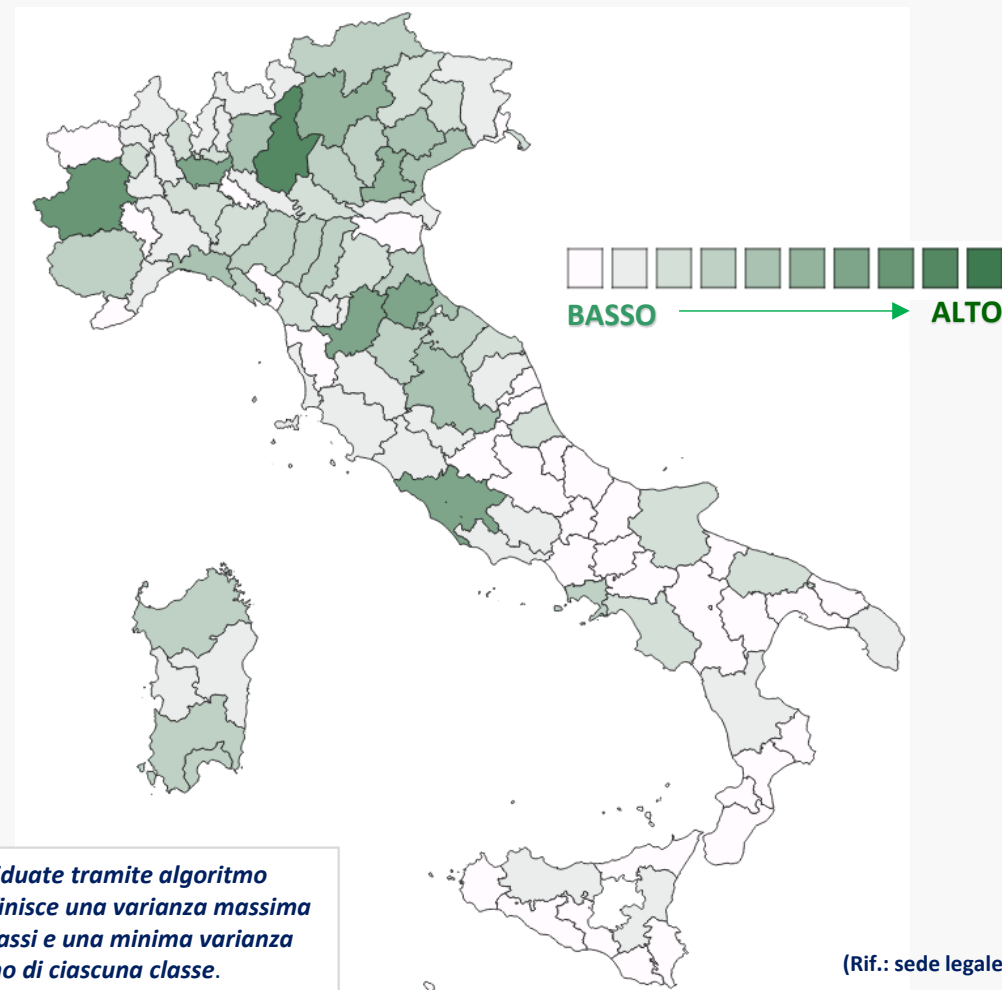 BASSO
ALTO
duate tramite algoritmo
inisce una varianza massima
assi e una minima varianza
no di ciascuna classe.
(Rif.: sede legale